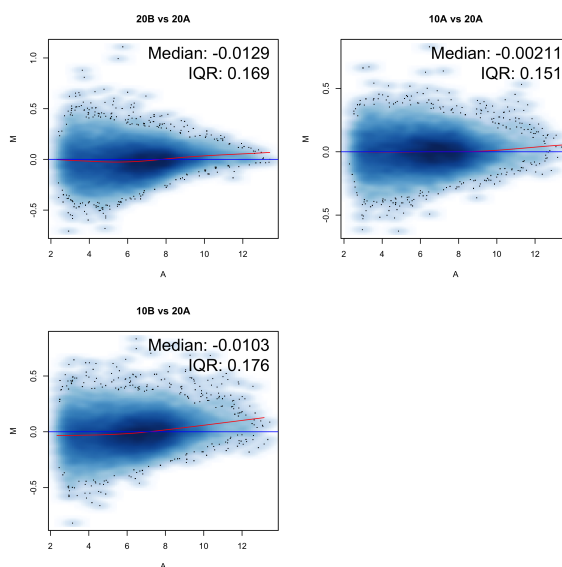 20B vs 20A
Median: -0.0129
IQR: 0.169
M
1.0
0.5
0.0
-0.5
2 4 6 8 10 12
A
10A vs 20A
Median: -0.00211
IQR: 0.151
M
0.5
0.0
-0.5
2 4 6 8 10 12
A
10B vs 20A
Median: -0.0103
IQR: 0.176
M
0.5
0.0
-0.5
2 4 6 8 10 12
A